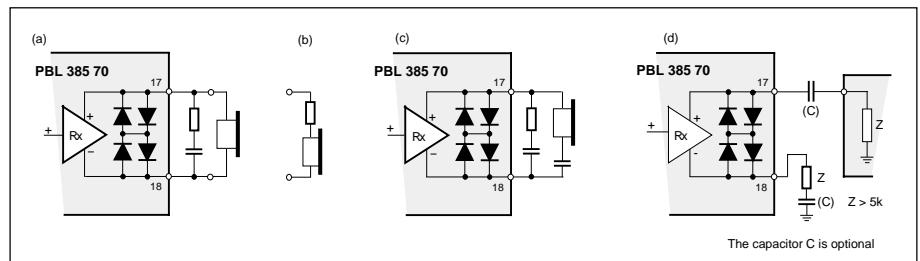 (a)
PBL 385 70
17
+
Rx
+
−
18
(b)
(c)
PBL 385 70
17
+
Rx
+
−
18
(d)
PBL 385 70
17
(C)
+
Rx
+
-
Z
18
Z
(C)
Z > 5k
The capacitor C is optional